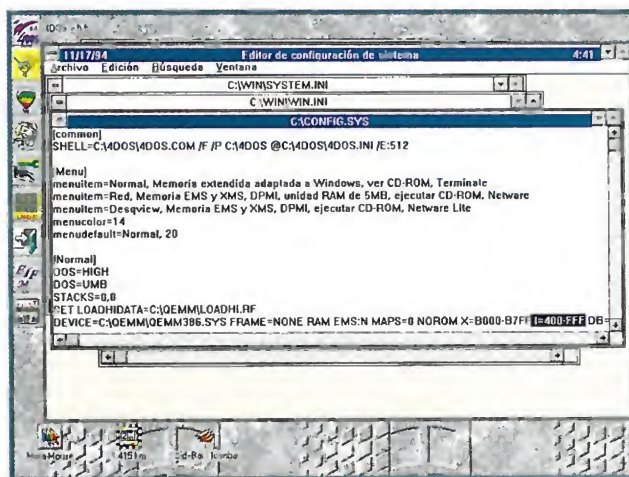 11/17/94 Editor de configuración de sistema 4:41
Archivo Edición Búsqueda Ventana
C:\WIN\SYSTEM.INI
C:\WIN\WIN.INI
C:\CONFIG.SYS
[common]
SHELL=C:\4DOS\4DOS.COM /F /P C:\4DOS @C:\4DOS\4DOS.INI /E:512
[Menu]
menuitem=Normal, Memoria extendida adaptada a Windows, ver CD-ROM, Terminate
menuitem=Red, Memoria EMS y XMS, DPMI, unidad RAM de 5MB, ejecutar CD-ROM, Netware
menuitem=Desqview, Memoria EMS y XMS, DPMI, ejecutar CD-ROM, Netware Lite
menucolor=14
menudefault=Normal, 20
[Normal]
DOS=HIGH
DOS=UMB
STACKS=0,0
SET LOADHIDATA=C:\QEMM\LOADHI.RF
DEVICE=C:\QEMM\QEMM386.SYS FRAME=NONE RAM EMS:N MAPS=0 NOROM X=B000-B7FF I=400-FFF DB=